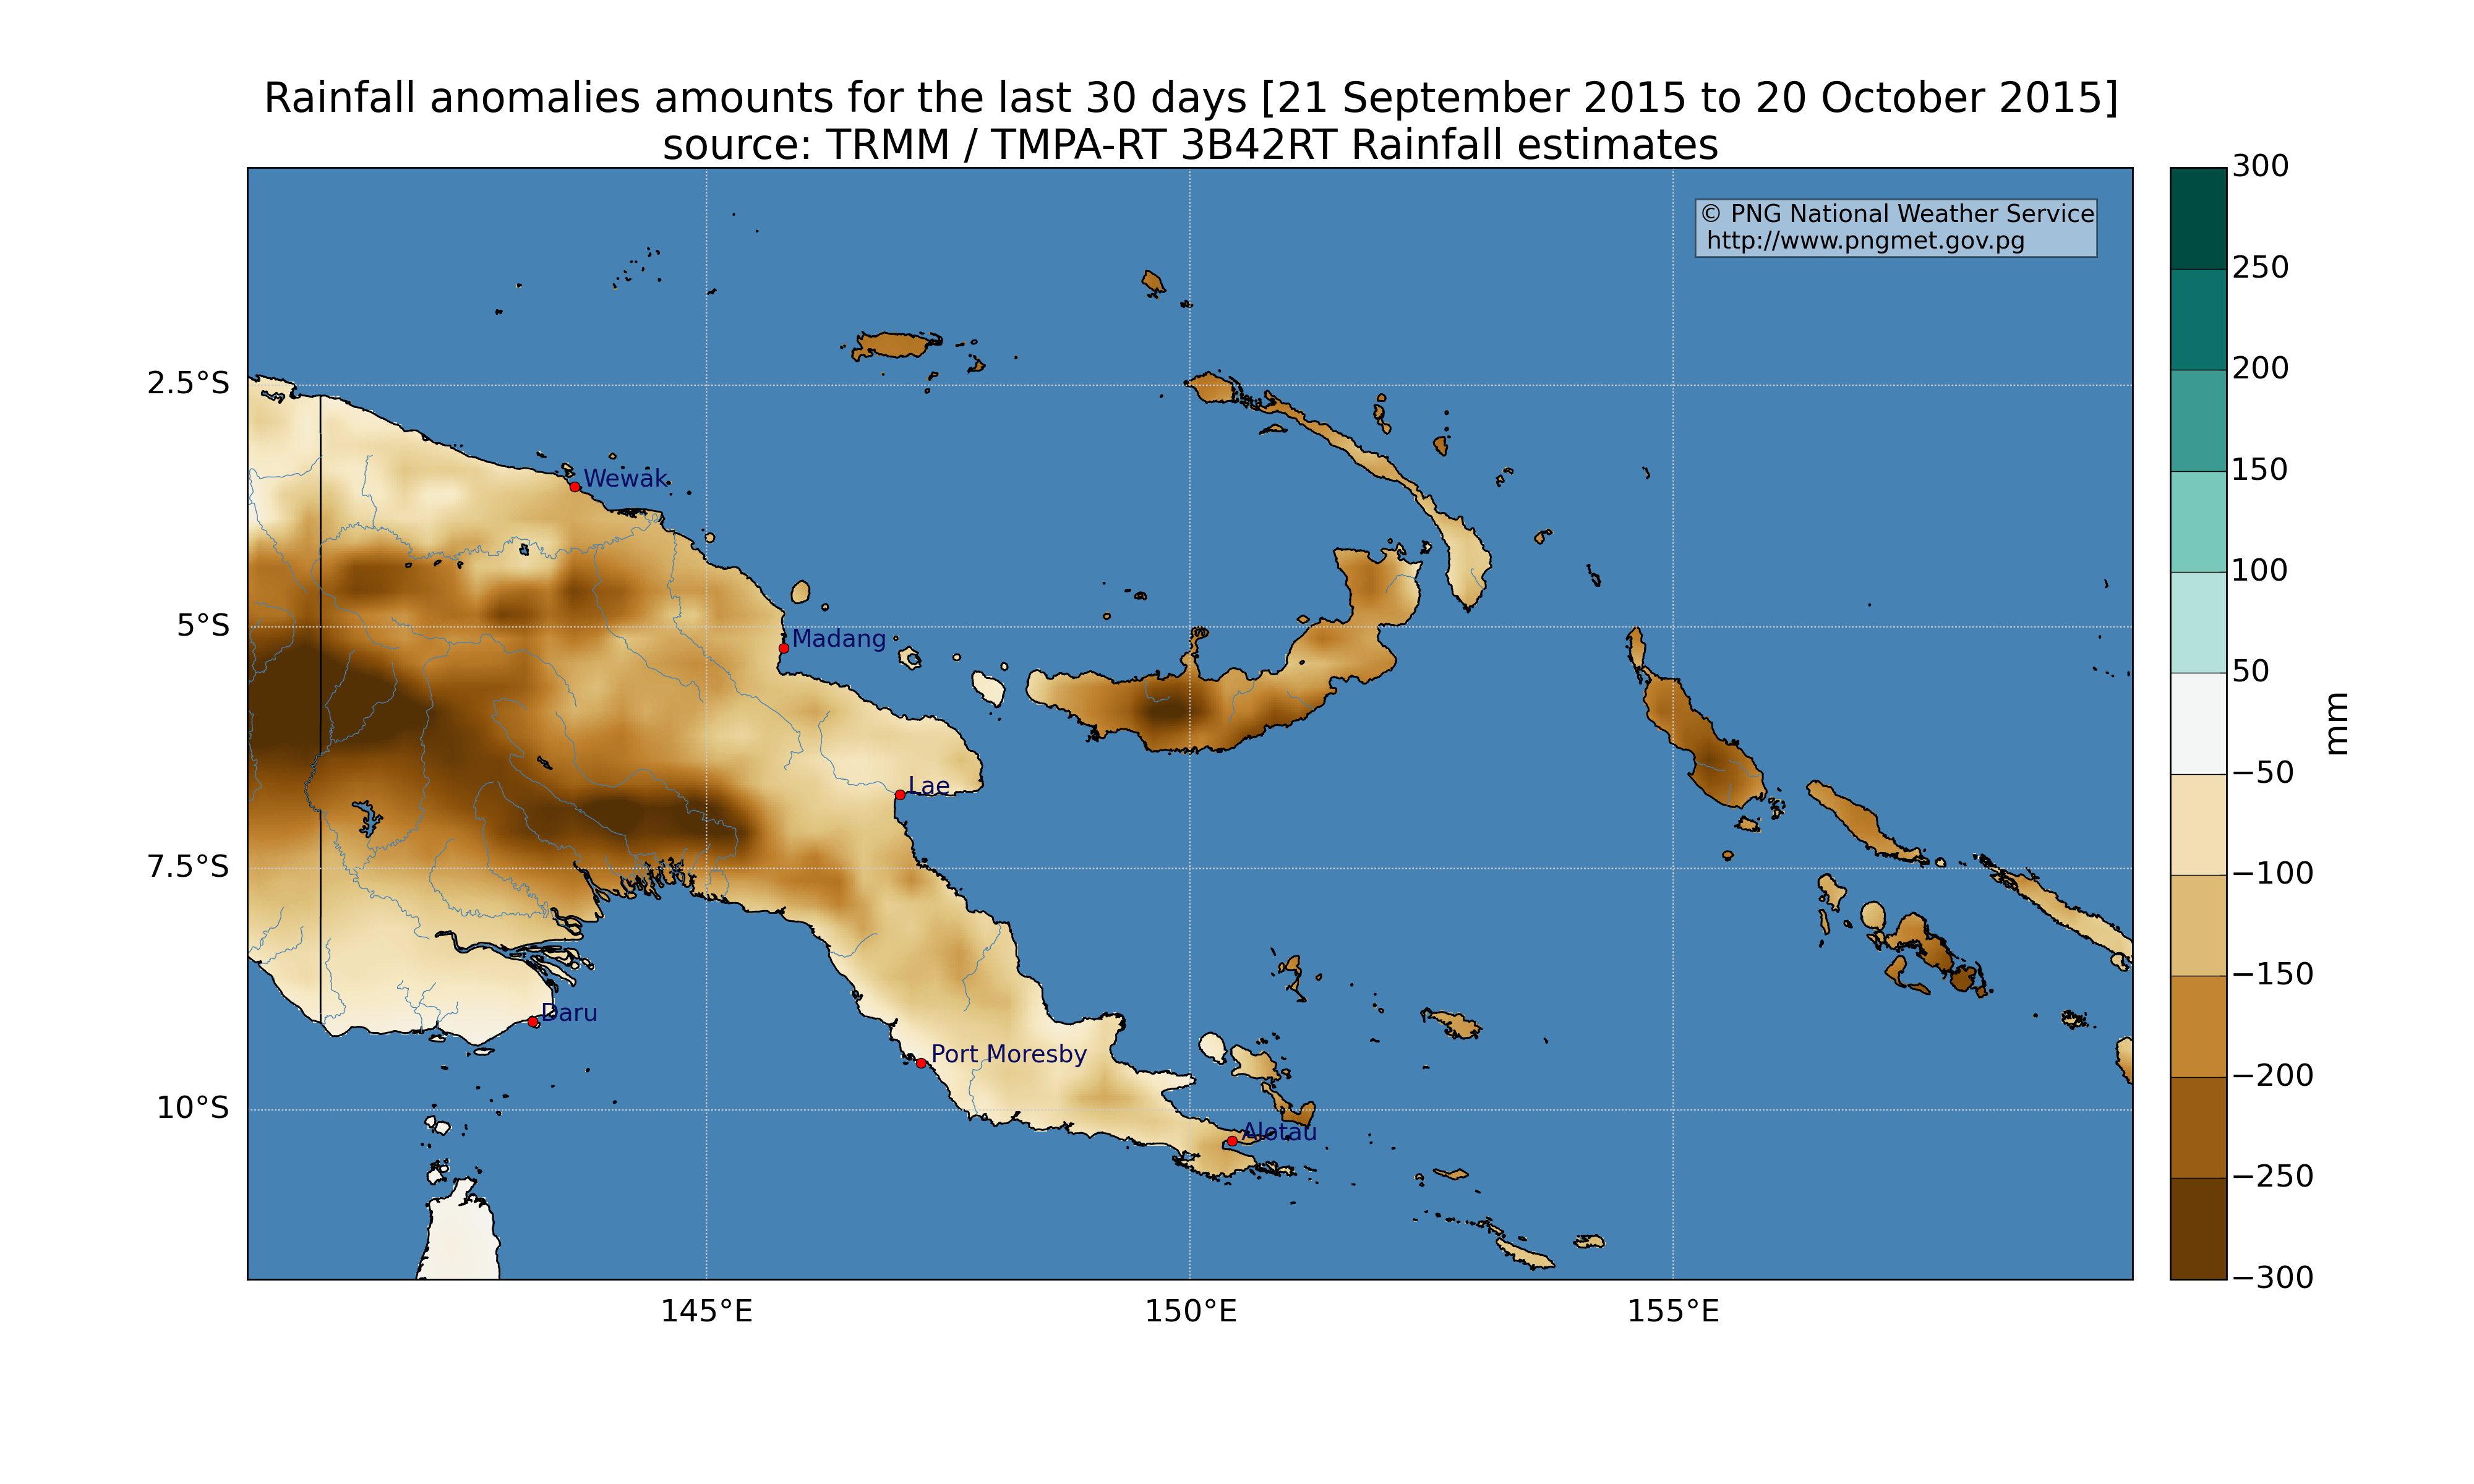 Rainfall anomalies amounts for the last 30 days [21 September 2015 to 20 October 2015]
source: TRMM / TMPA-RT 3B42RT Rainfall estimates
© PNG National Weather Service
http://www.pngmet.gov.pg
2.5°S
5°S
7.5°S
10°S
Wewak
Madang
Lae
Daru
Port Moresby
Alotau
145°E
150°E
155°E
300
250
200
150
100
50
−50
−100
−150
−200
−250
−300
mm